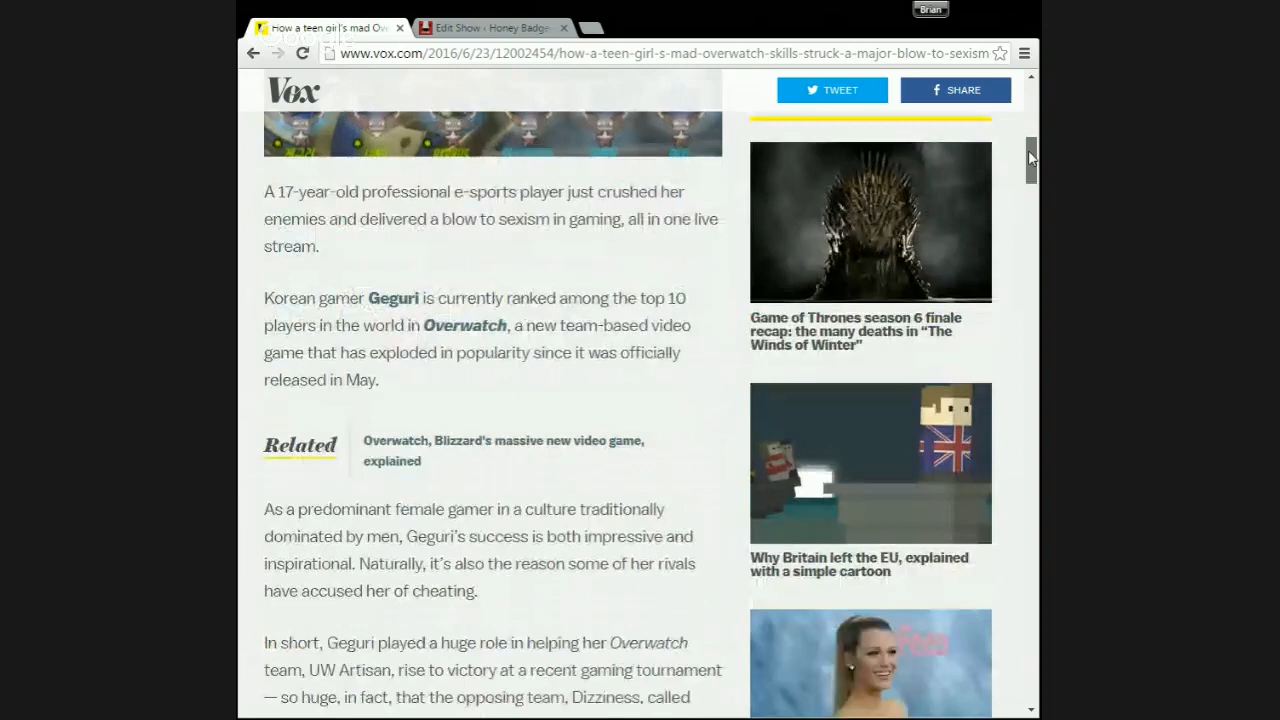 Brian
How a teen girl's mad Ov
Edit Show ‹ Honey Badge
Google
www.vox.com/2016/6/23/12002454/how-a-teen-girl-s-mad-overwatch-skills-struck-a-major-blow-to-sexism
Vox
TWEET
SHARE
A 17-year-old professional e-sports player just crushed her
enemies and delivered a blow to sexism in gaming, all in one live
stream.
Korean gamer Geguri is currently ranked among the top 10
players in the world in Overwatch, a new team-based video
game that has exploded in popularity since it was officially
released in May.
Related
Overwatch, Blizzard's massive new video game,
explained
As a predominant female gamer in a culture traditionally
dominated by men, Geguri's success is both impressive and
inspirational. Naturally, it's also the reason some of her rivals
have accused her of cheating.
In short, Geguri played a huge role in helping her Overwatch
team, UW Artisan, rise to victory at a recent gaming tournament
— so huge, in fact, that the opposing team, Dizziness, called
Game of Thrones season 6 finale
recap: the many deaths in “The
Winds of Winter”
Why Britain left the EU, explained
with a simple cartoon